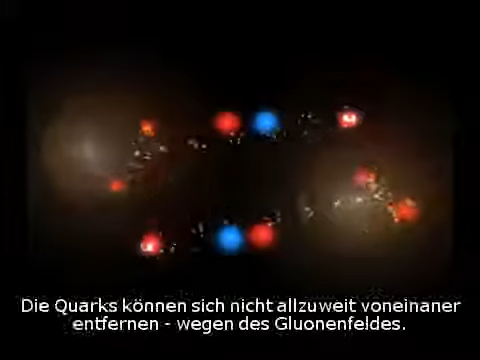 Die Quarks können sich nicht allzuweit voneinaner
entfernen - wegen des Gluonenfeldes.